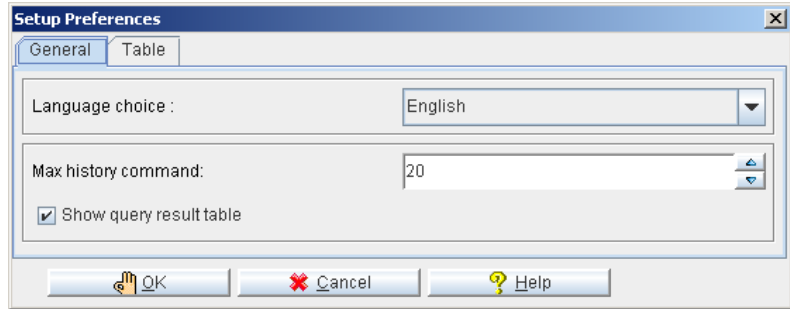 Setup Preferences
General Table
Language choice : English
Max history command: 20
Show query result table
OK Cancel Help